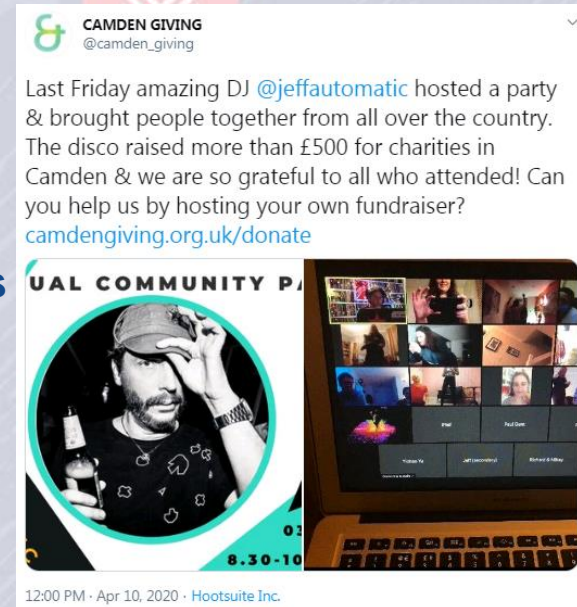 CAMDEN GIVING
@camden_giving
Last Friday amazing DJ @jeffautomatic hosted a party
& brought people together from all over the country.
The disco raised more than £500 for charities in
Camden & we are so grateful to all who attended! Can
you help us by hosting your own fundraiser?
camdengiving.org.uk/donate
s
UAL COMMUNITY PA
8.30-10
12:00 PM · Apr 10, 2020 · Hootsuite Inc.